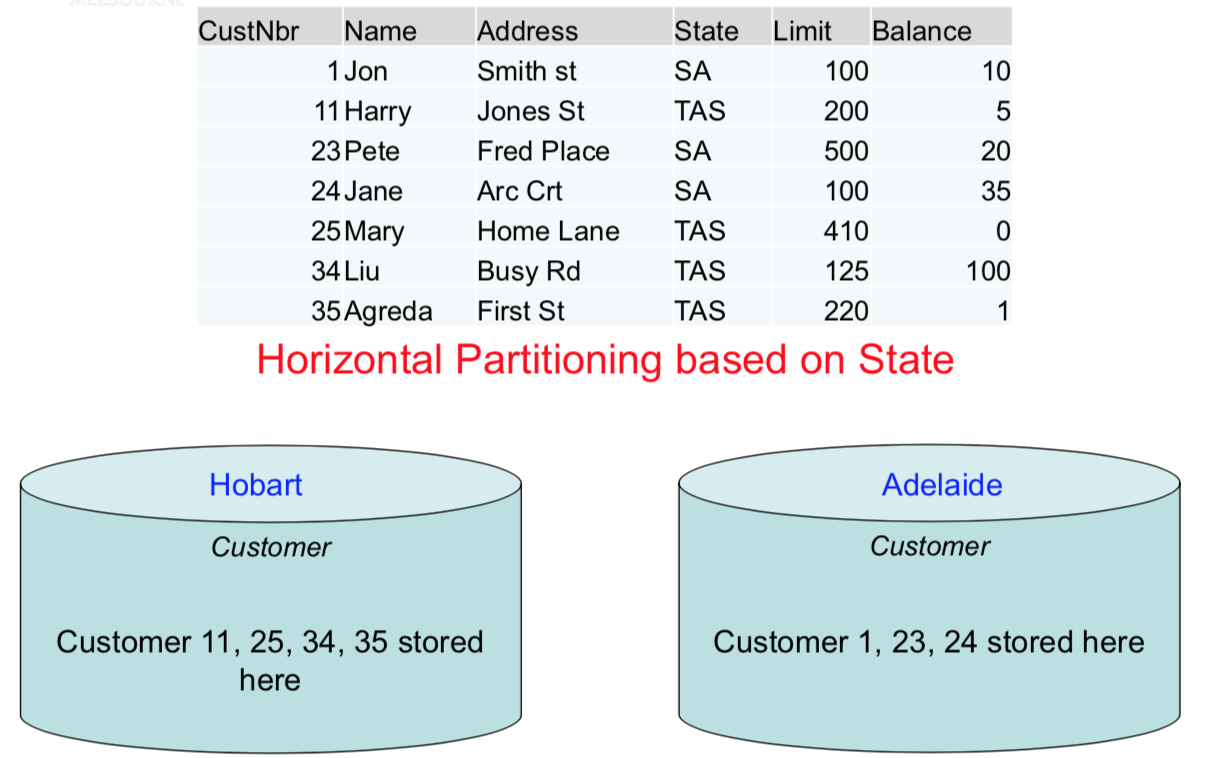 CustNbr Name Address State Limit Balance
1 Jon Smith st SA 100 10
11 Harry Jones St TAS 200 5
23 Pete Fred Place SA 500 20
24 Jane Arc Crt SA 100 35
25 Mary Home Lane TAS 410 0
34 Liu Busy Rd TAS 125 100
35 Agreda First St TAS 220 1
Horizontal Partitioning based on State
Hobart
Customer
Customer 11, 25, 34, 35 stored
here
Adelaide
Customer
Customer 1, 23, 24 stored here